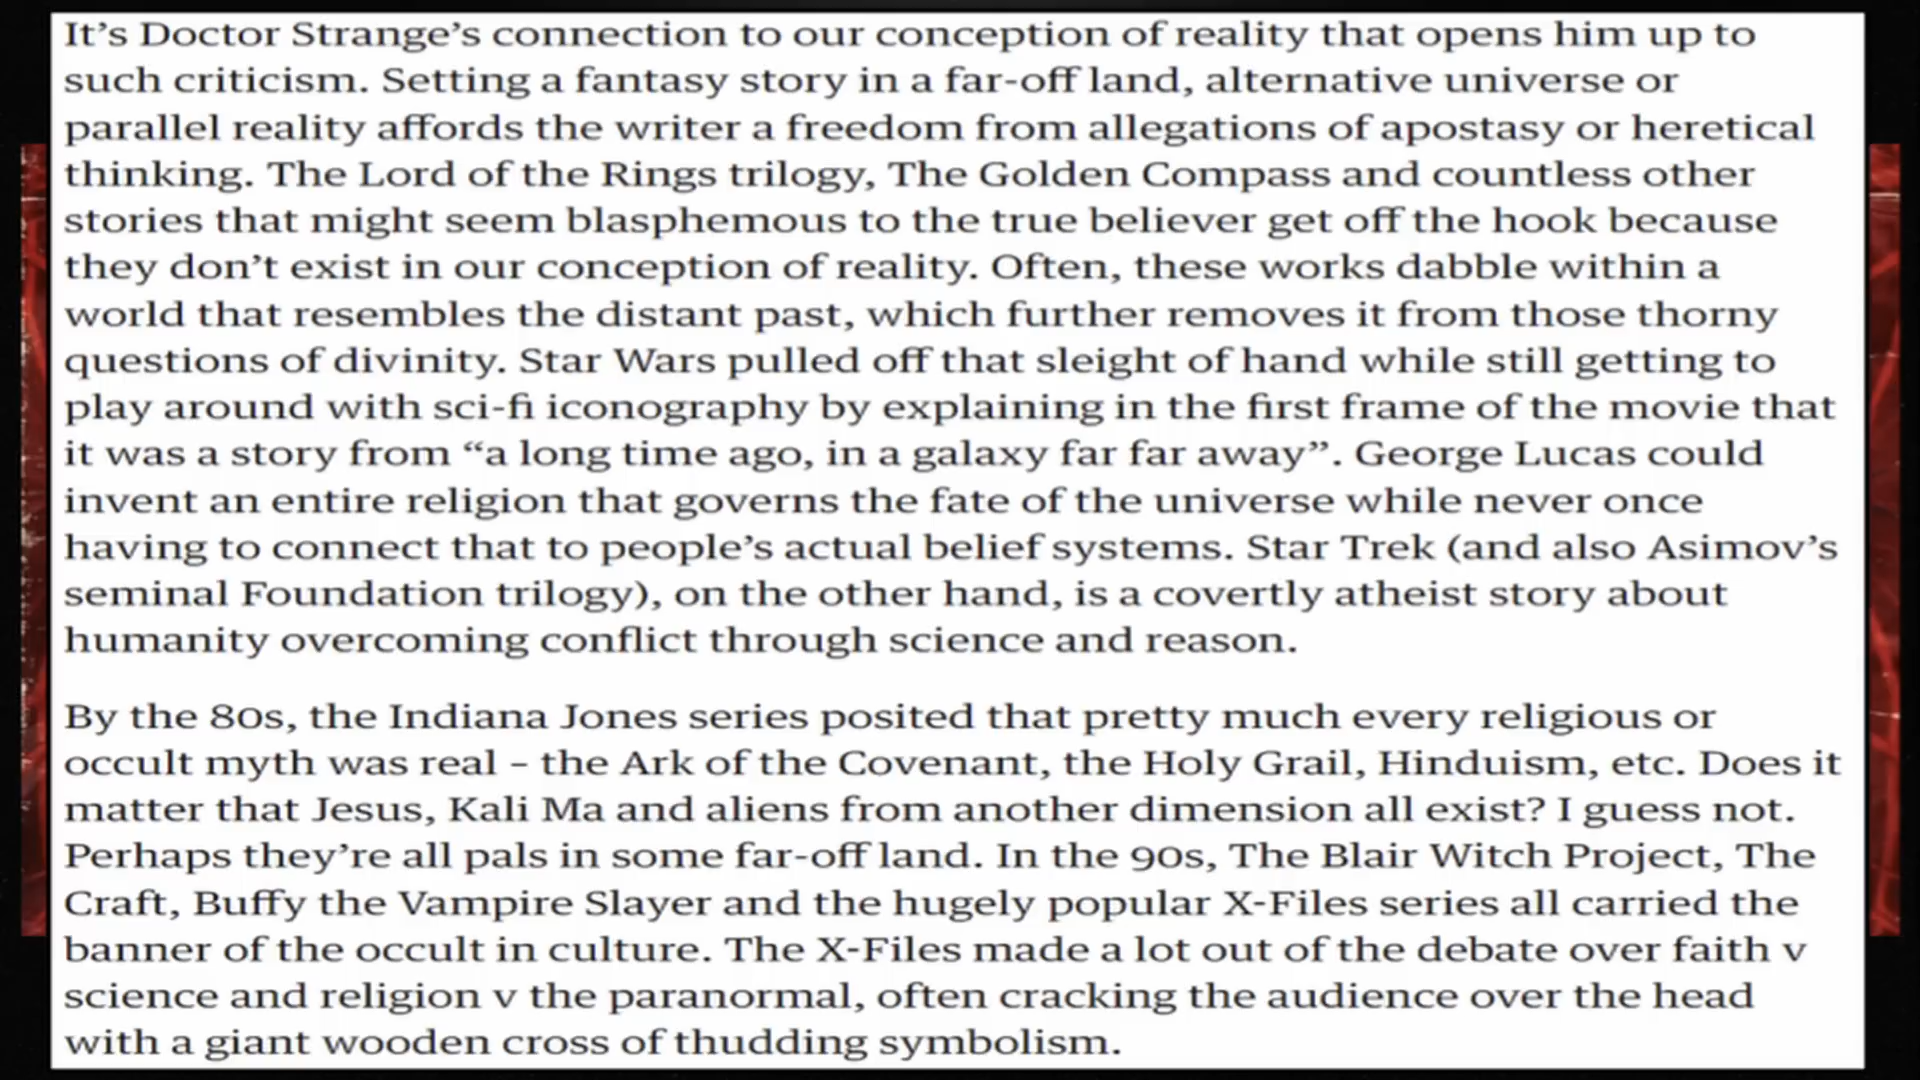 It’s Doctor Strange’s connection to our conception of reality that opens him up to
such criticism. Setting a fantasy story in a far-off land, alternative universe or
parallel reality affords the writer a freedom from allegations of apostasy or heretical
thinking. The Lord of the Rings trilogy, The Golden Compass and countless other
stories that might seem blasphemous to the true believer get off the hook because
they don’t exist in our conception of reality. Often, these works dabble within a
world that resembles the distant past, which further removes it from those thorny
questions of divinity. Star Wars pulled off that sleight of hand while still getting to
play around with sci-fi iconography by explaining in the first frame of the movie that
it was a story from “a long time ago, in a galaxy far far away”. George Lucas could
invent an entire religion that governs the fate of the universe while never once
having to connect that to people’s actual belief systems. Star Trek (and also Asimov’s
seminal Foundation trilogy), on the other hand, is a covertly atheist story about
humanity overcoming conflict through science and reason.
By the 80s, the Indiana Jones series posited that pretty much every religious or
occult myth was real – the Ark of the Covenant, the Holy Grail, Hinduism, etc. Does it
matter that Jesus, Kali Ma and aliens from another dimension all exist? I guess not.
Perhaps they’re all pals in some far-off land. In the 90s, The Blair Witch Project, The
Craft, Buffy the Vampire Slayer and the hugely popular X-Files series all carried the
banner of the occult in culture. The X-Files made a lot out of the debate over faith v
science and religion v the paranormal, often cracking the audience over the head
with a giant wooden cross of thudding symbolism.